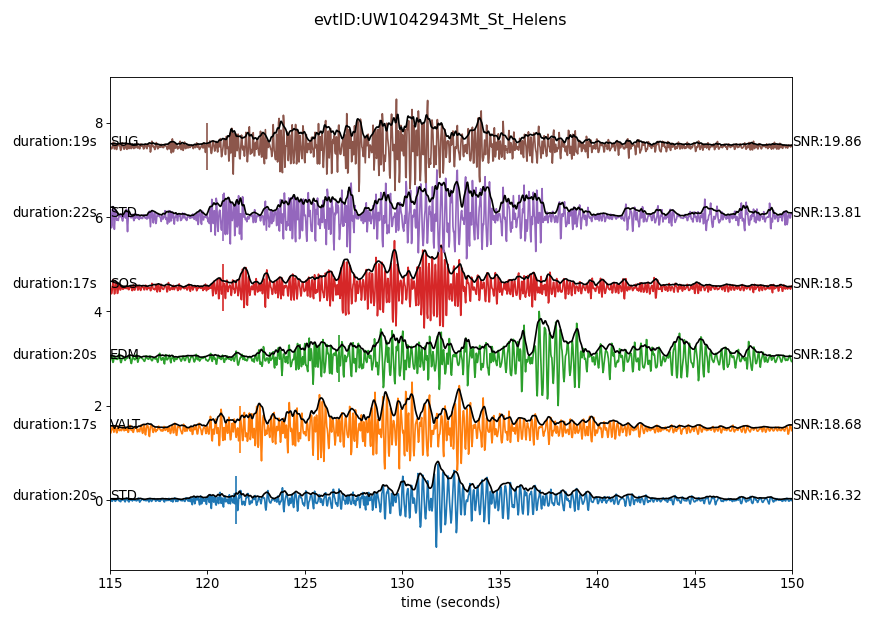 evtID:UW1042943Mt_St_Helens
8
duration:19s SUG SNR:19.86
duration:22s STD SNR:13.81
6
duration:17s SOS SNR:18.5
4
duration:20s EDM SNR:18.2
2
duration:17s VALT SNR:18.68
duration:20s STD SNR:16.32
0
115 120 125 130 135 140 145 150
time (seconds)